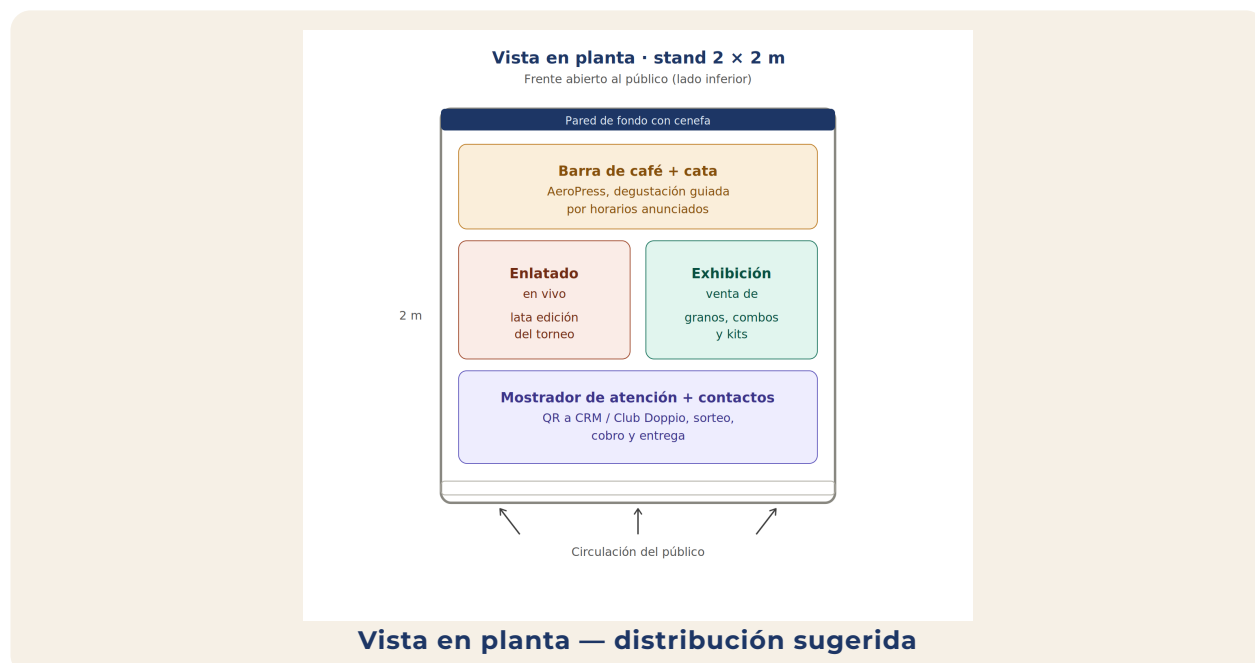 Vista en planta · stand 2 × 2 m
Frente abierto al público (lado inferior)
Pared de fondo con cenefa
Barra de café + cata
AeroPress, degustación guiada
por horarios anunciados
Enlatado
en vivo
lata edición
del torneo
Exhibición
venta de
granos, combos
y kits
2 m
Mostrador de atención + contactos
QR a CRM / Club Doppio, sorteo,
cobro y entrega
Circulación del público
Vista en planta — distribución sugerida